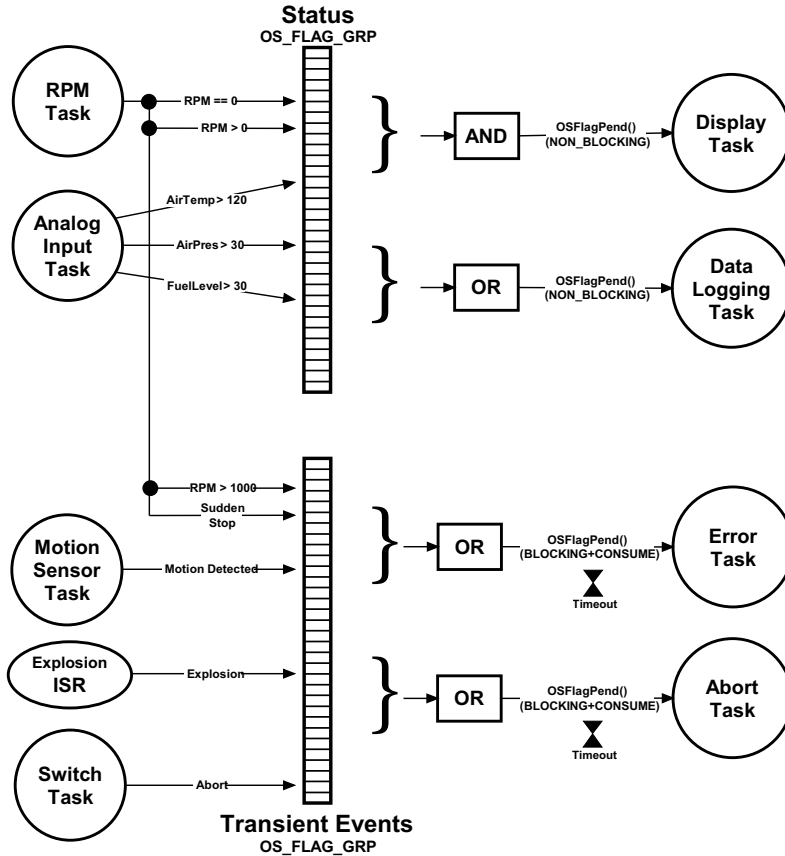 Status
OS_FLAG_GRP
RPM
Task
RPM == 0
RPM > 0
AND
OSFlagPend()
(NON_BLOCKING)
Display
Task
Analog
Input
Task
AirTemp > 120
AirPres > 30
FuelLevel > 30
OR
OSFlagPend()
(NON_BLOCKING)
Data
Logging
Task
RPM > 1000
Sudden
Stop
Motion
Sensor
Task
Motion Detected
OR
OSFlagPend()
(BLOCKING+CONSUME)
Timeout
Error
Task
Explosion
ISR
Explosion
OR
OSFlagPend()
(BLOCKING+CONSUME)
Timeout
Abort
Task
Switch
Task
Abort
Transient Events
OS_FLAG_GRP